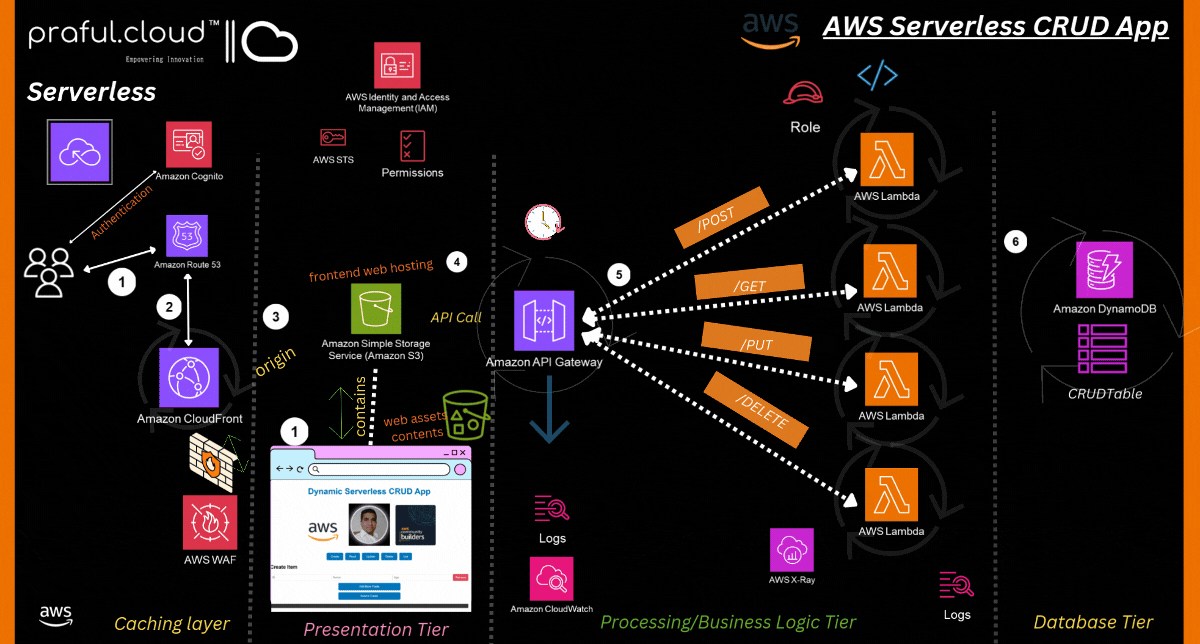 praful.cloud™
Empowering Innovation
aws
AWS Serverless CRUD App
Serverless
AWS Identity and Access
Management (IAM)
AWS STS
Permissions
Role
Amazon Cognito
Authentication
53
Amazon Route 53
1
2
Amazon CloudFront
AWS WAF
3
origin
frontend web hosting
4
Amazon Simple Storage
Service (Amazon S3)
API Call
contains
web assets
contents
1
Dynamic Serverless CRUD App
aws
aws
community
builders
Create Item
Amazon API Gateway
5
/POST
/GET
/PUT
/DELETE
AWS Lambda
AWS Lambda
AWS Lambda
AWS Lambda
Logs
Amazon CloudWatch
AWS X-Ray
Logs
6
Amazon DynamoDB
CRUDTable
aws
Caching layer
Presentation Tier
Processing/Business Logic Tier
Database Tier